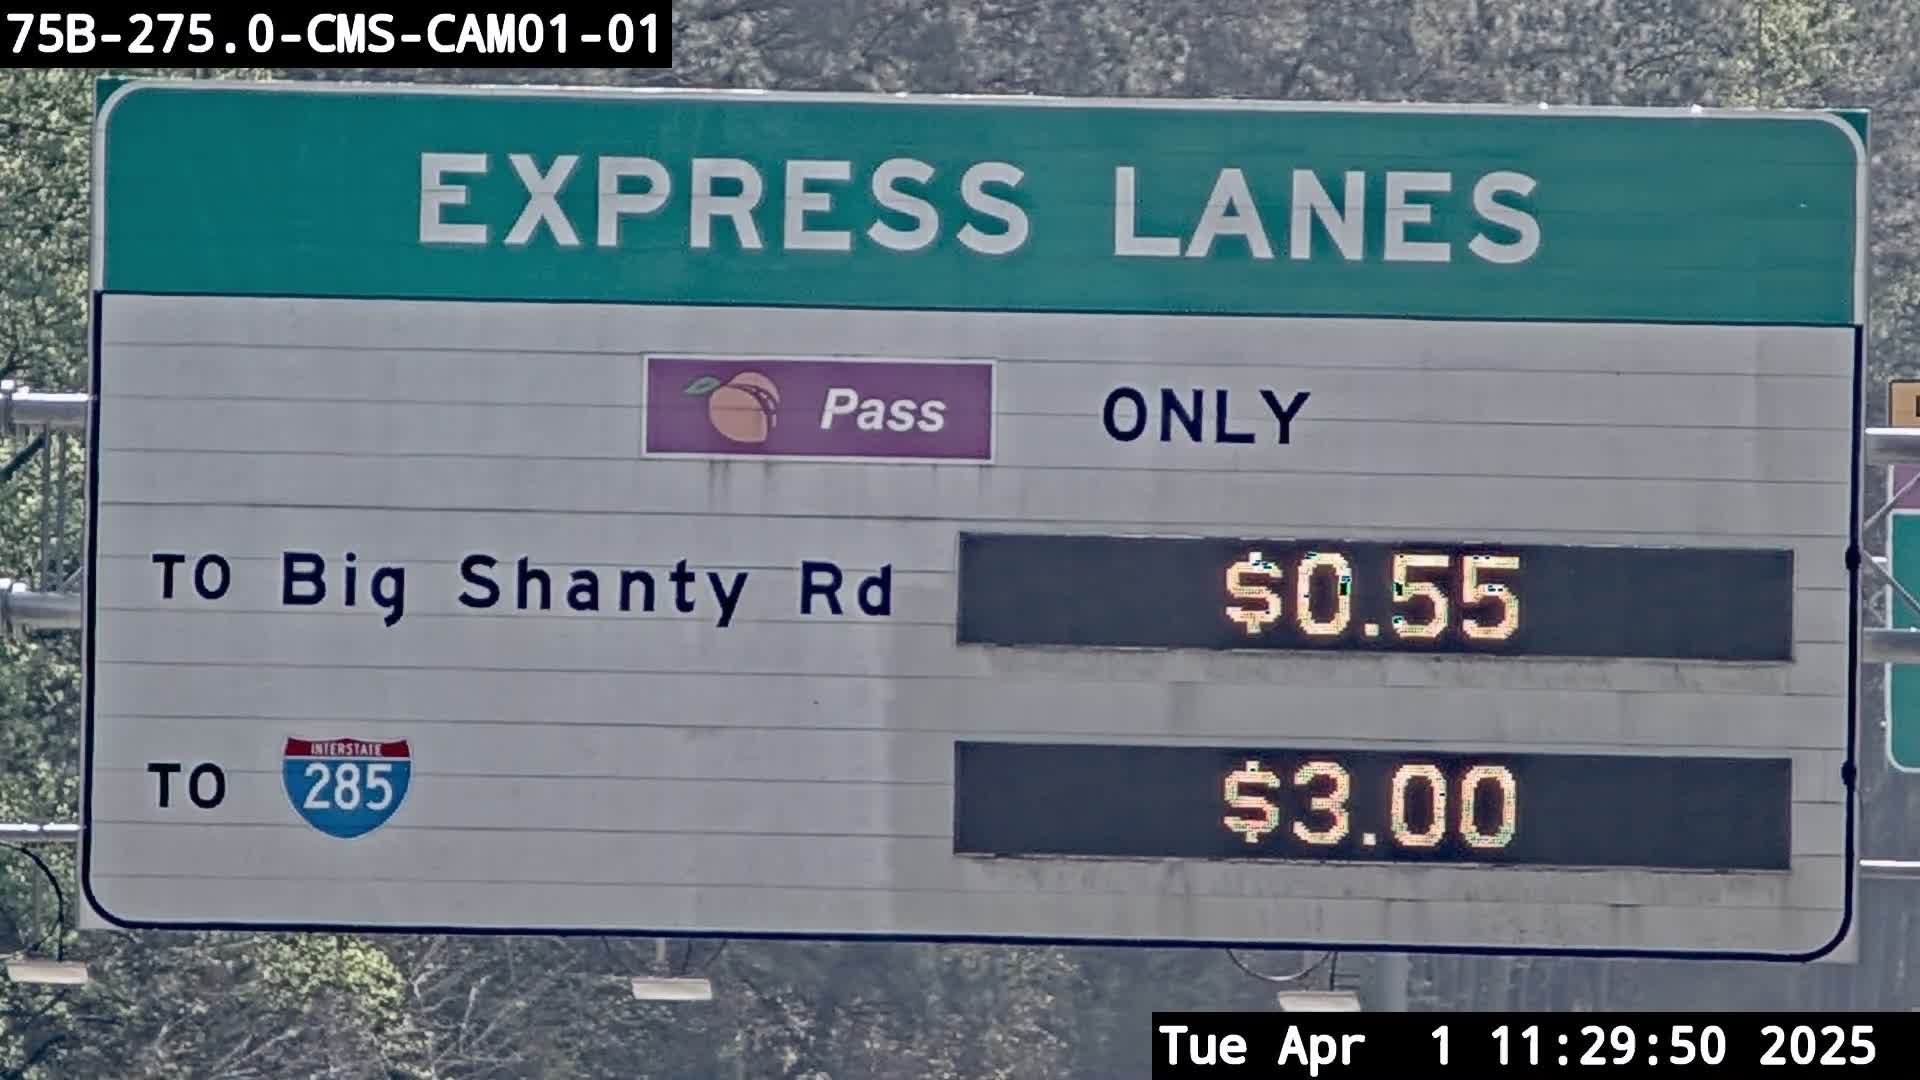 75B-275.0-CMS-CAM01-01
EXPRESS LANES
Pass ONLY
TO Big Shanty Rd $0.55
TO INTERSTATE 285 $3.00
Tue Apr 1 11:29:50 2025